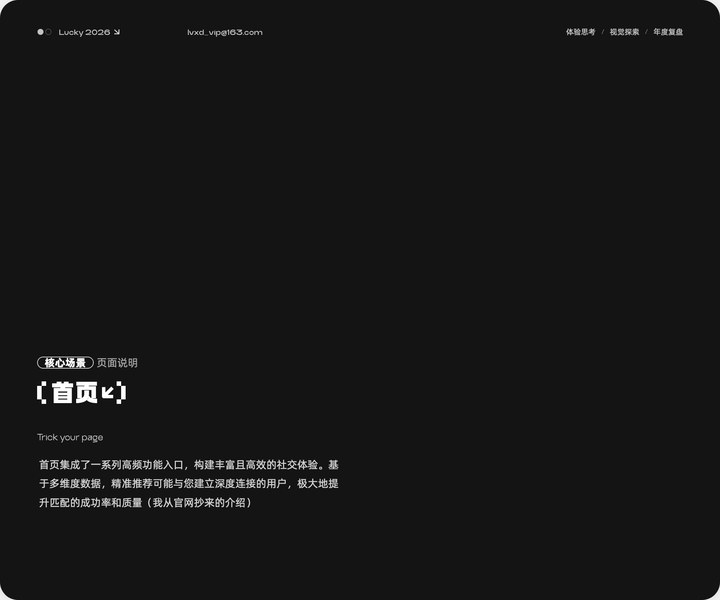 Lucky 2026 ↘
lvxd_vip@163.com
体验思考 / 视觉探索 / 年度复盘
核心场景 页面说明
首页↙
Trick your page
首页集成了一系列高频功能入口，构建丰富且高效的社交体验。基
于多维度数据，精准推荐可能与您建立深度连接的用户，极大地提
升匹配的成功率和质量（我从官网抄来的介绍）